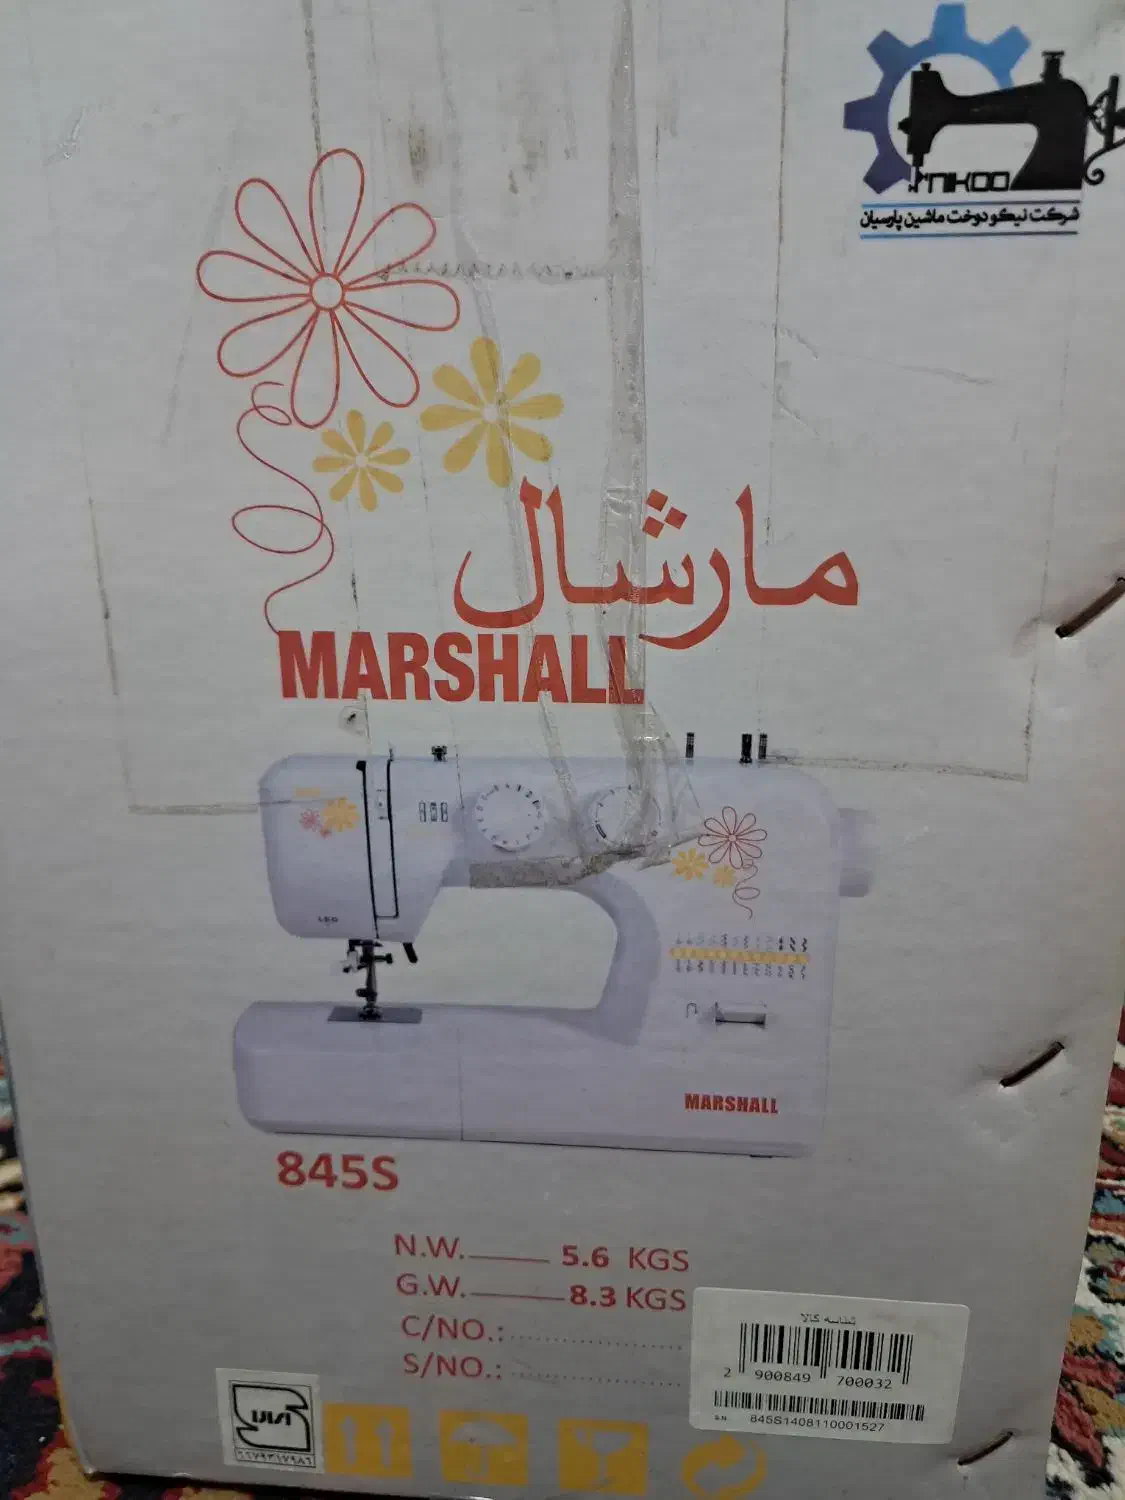 NIKOO
شرکت نیکو دوخت ماشین پارسیان
مارشال
MARSHALL
LED
MARSHALL
845S
N.W. 5.6 KGS
G.W. 8.3 KGS
C/NO.:
S/NO.:
شناسه کالا
2 900849 700032
S.N. 845S1408110001527